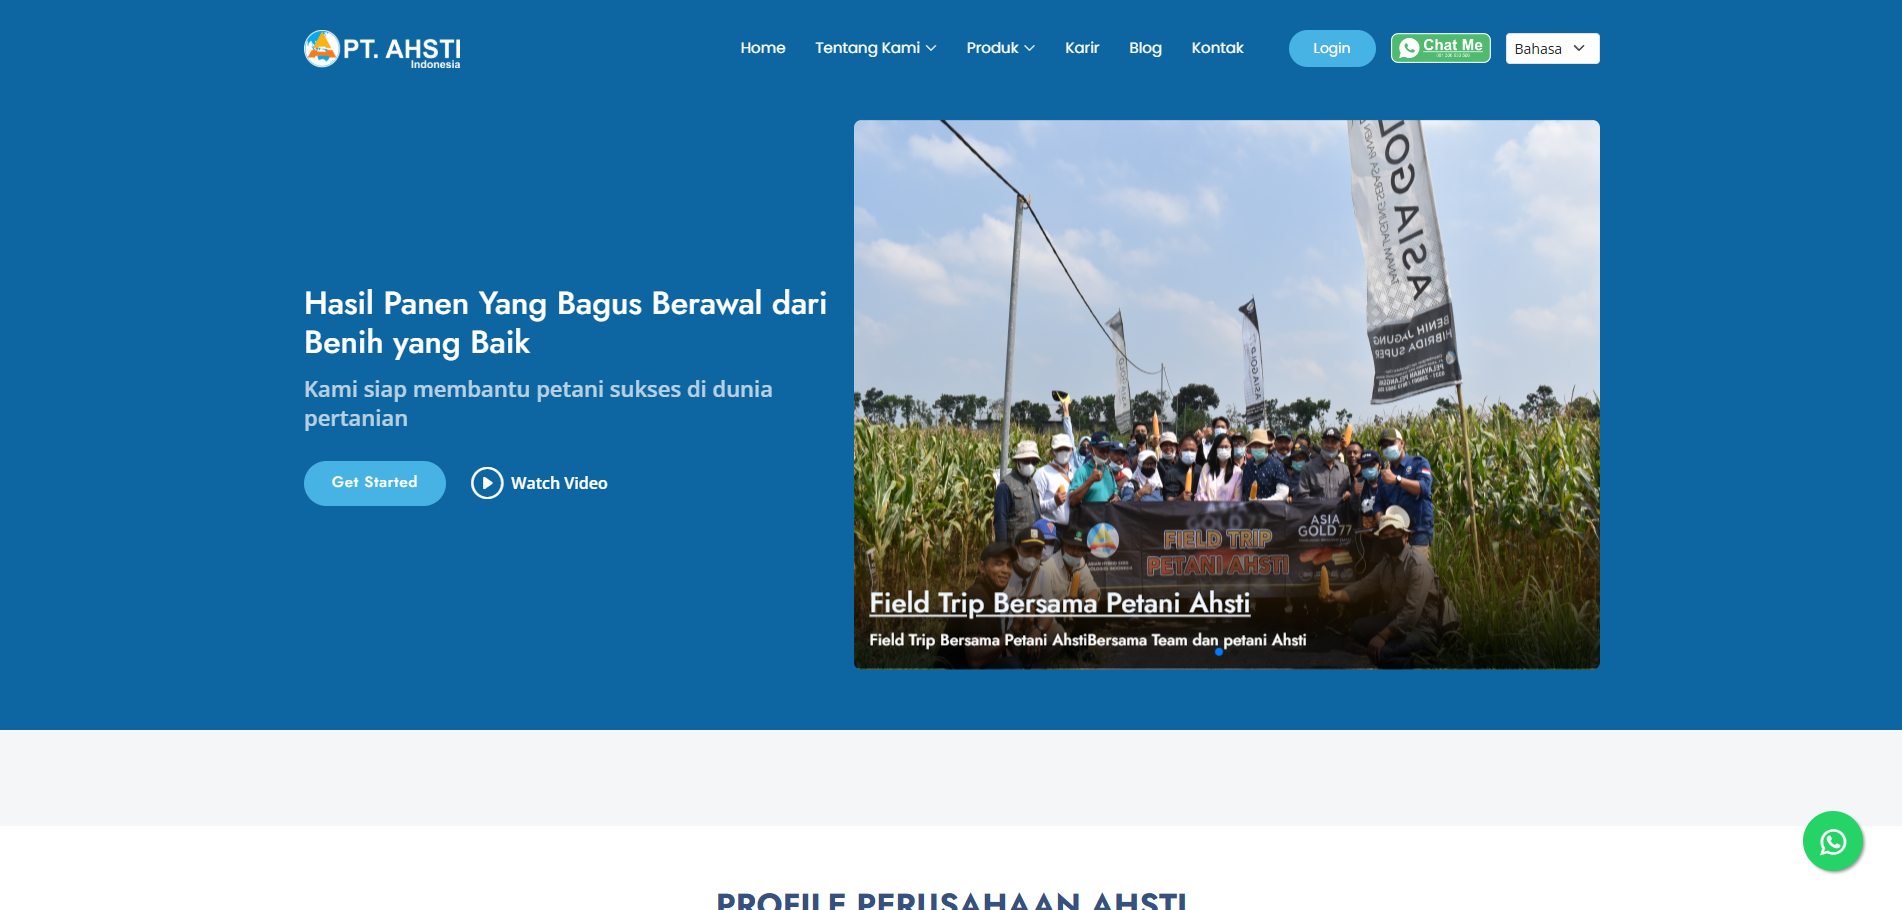 PT. AHSTI
Indonesia
Home
Tentang Kami
Produk
Karir
Blog
Kontak
Login
Chat Me
Bahasa
Hasil Panen Yang Bagus Berawal dari
Benih yang Baik
Kami siap membantu petani sukses di dunia
pertanian
Get Started
Watch Video
ASIA
BENIH JAGUNG
HIBRIDA SUPER
ASIA
GOLD 77
FIELD TRIP
PETANI AHSTI
Field Trip Bersama Petani Ahsti
Field Trip Bersama Petani AhstiBersama Team dan petani Ahsti
PROFILE PERUSAHAAN AHSTI